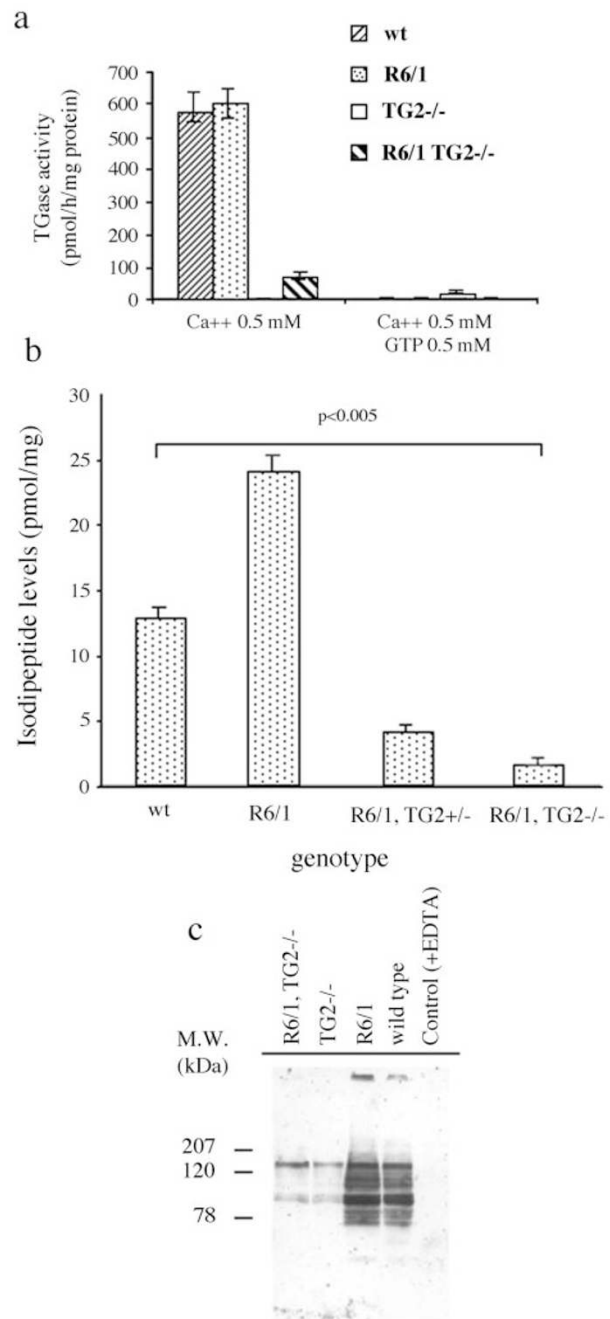 a
wt
R6/1
TG2-/-
R6/1 TG2-/-
TGase activity
(pmol/h/mg protein)
700
600
500
400
300
200
100
0
Ca++ 0.5 mM
Ca++ 0.5 mM
GTP 0.5 mM
b
Isodipeptide levels (pmol/mg)
30
25
20
15
10
5
0
p<0.005
wt
R6/1
R6/1, TG2+/-
R6/1, TG2-/-
genotype
c
R6/1, TG2-/-
TG2-/-
R6/1
wild type
Control (+EDTA)
M.W.
(kDa)
207
120
78